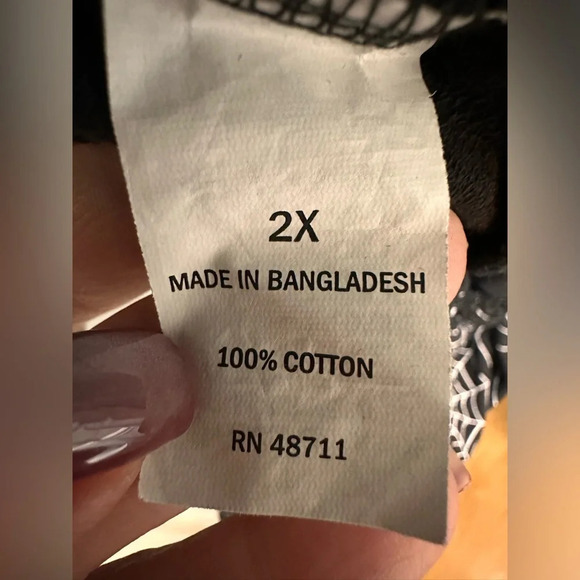 2X
MADE IN BANGLADESH
100% COTTON
RN 48711